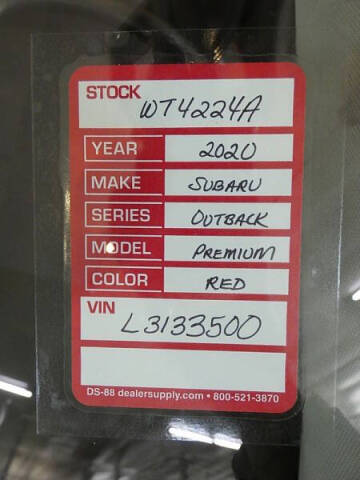 STOCK
WT4224A
YEAR 2020
MAKE SUBARU
SERIES OUTBACK
MODEL PREMIUM
COLOR RED
VIN
L3133500
DS-88 dealersupply.com • 800-521-3870